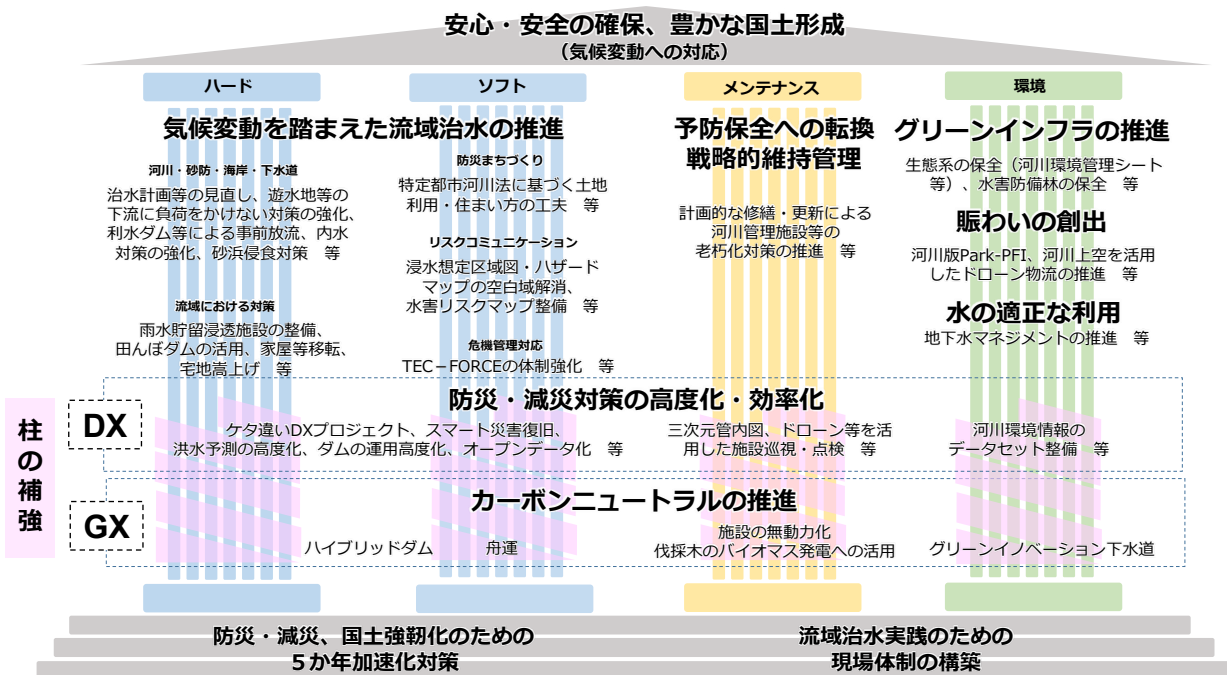 安心・安全の確保、豊かな国土形成
（気候変動への対応）
ハード
ソフト
メンテナンス
環境
気候変動を踏まえた流域治水の推進
河川・砂防・海岸・下水道
治水計画等の見直し、遊水地等の
下流に負荷をかけない対策の強化、
利水ダム等による事前放流、内水
対策の強化、砂浜侵食対策　等
流域における対策
雨水貯留浸透施設の整備、
田んぼダムの活用、家屋等移転、
宅地嵩上げ　等
防災まちづくり
特定都市河川法に基づく土地
利用・住まい方の工夫　等
リスクコミュニケーション
浸水想定区域図・ハザード
マップの空白域解消、
水害リスクマップ整備　等
危機管理対応
TEC－FORCEの体制強化　等
予防保全への転換
戦略的維持管理
計画的な修繕・更新による
河川管理施設等の
老朽化対策の推進　等
グリーンインフラの推進
生態系の保全（河川環境管理シート
等）、水害防備林の保全　等
賑わいの創出
河川版Park-PFI、河川上空を活用
したドローン物流の推進　等
水の適正な利用
地下水マネジメントの推進　等
柱の補強
DX
防災・減災対策の高度化・効率化
ケタ違いDXプロジェクト、スマート災害復旧、
洪水予測の高度化、ダムの運用高度化、オープンデータ化　等
三次元管内図、ドローン等を活
用した施設巡視・点検　等
河川環境情報の
データセット整備　等
GX
カーボンニュートラルの推進
ハイブリッドダム
舟運
施設の無動力化
伐採木のバイオマス発電への活用
グリーンイノベーション下水道
防災・減災、国土強靭化のための
５か年加速化対策
流域治水実践のための
現場体制の構築